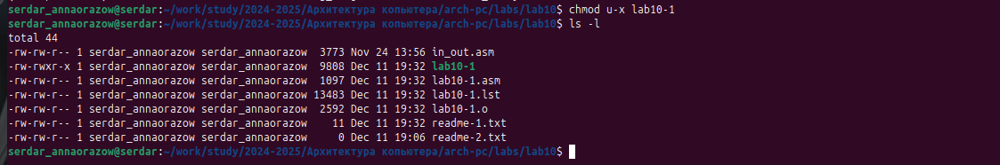 serdar_annaorazow@serdar:~/work/study/2024-2025/Архитектура копьютера/arch-pc/labs/lab10$ chmod u-x lab10-1
serdar_annaorazow@serdar:~/work/study/2024-2025/Архитектура копьютера/arch-pc/labs/lab10$ ls -l
total 44
-rw-rw-r-- 1 serdar_annaorazow serdar_annaorazow  3773 Nov 24 13:56 in_out.asm
-rw-rwxr-x 1 serdar_annaorazow serdar_annaorazow  9808 Dec 11 19:32 lab10-1
-rw-rw-r-- 1 serdar_annaorazow serdar_annaorazow  1097 Dec 11 19:32 lab10-1.asm
-rw-rw-r-- 1 serdar_annaorazow serdar_annaorazow 13483 Dec 11 19:32 lab10-1.lst
-rw-rw-r-- 1 serdar_annaorazow serdar_annaorazow  2592 Dec 11 19:32 lab10-1.o
-rw-rw-r-- 1 serdar_annaorazow serdar_annaorazow    11 Dec 11 19:32 readme-1.txt
-rw-rw-r-- 1 serdar_annaorazow serdar_annaorazow     0 Dec 11 19:06 readme-2.txt
serdar_annaorazow@serdar:~/work/study/2024-2025/Архитектура копьютера/arch-pc/labs/lab10$